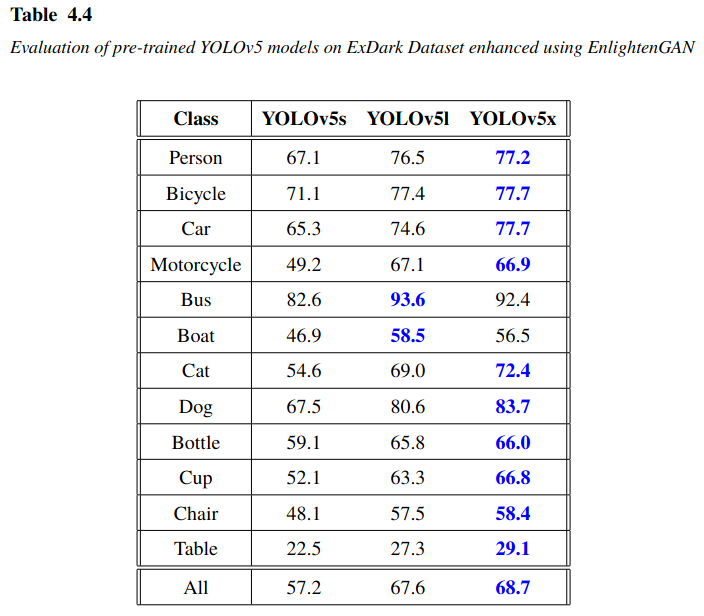 Table 4.4
Evaluation of pre-trained YOLOv5 models on ExDark Dataset enhanced using EnlightenGAN
Class YOLOv5s YOLOv5l YOLOv5x
Person 67.1 76.5 77.2
Bicycle 71.1 77.4 77.7
Car 65.3 74.6 77.7
Motorcycle 49.2 67.1 66.9
Bus 82.6 93.6 92.4
Boat 46.9 58.5 56.5
Cat 54.6 69.0 72.4
Dog 67.5 80.6 83.7
Bottle 59.1 65.8 66.0
Cup 52.1 63.3 66.8
Chair 48.1 57.5 58.4
Table 22.5 27.3 29.1
All 57.2 67.6 68.7